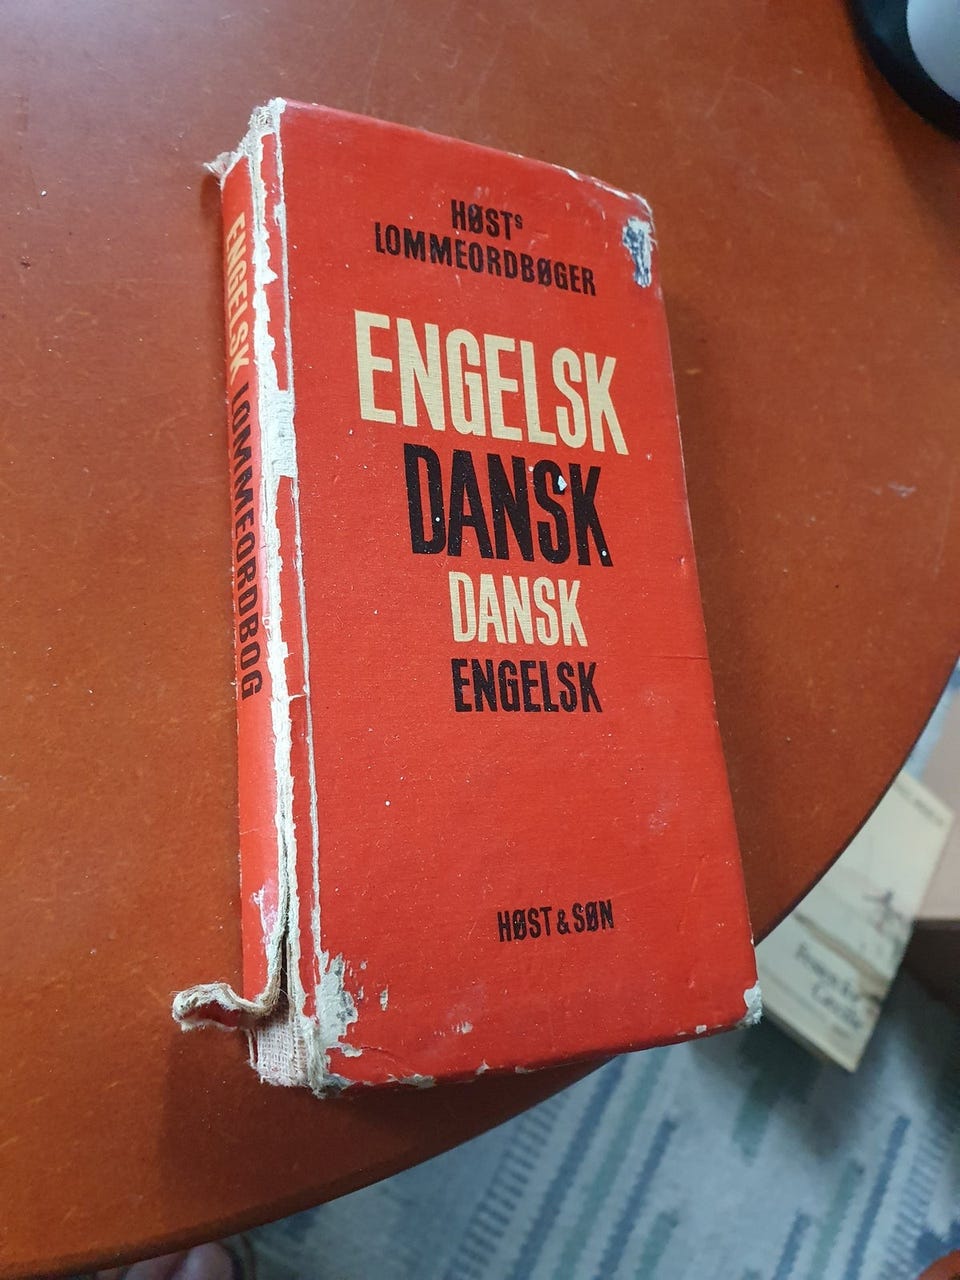 HØSTS
LOMMEORDBØGER
ENGELSK
DANSK
DANSK
ENGELSK
HØST & SØN
ENGELSK LOMMEORDBOG